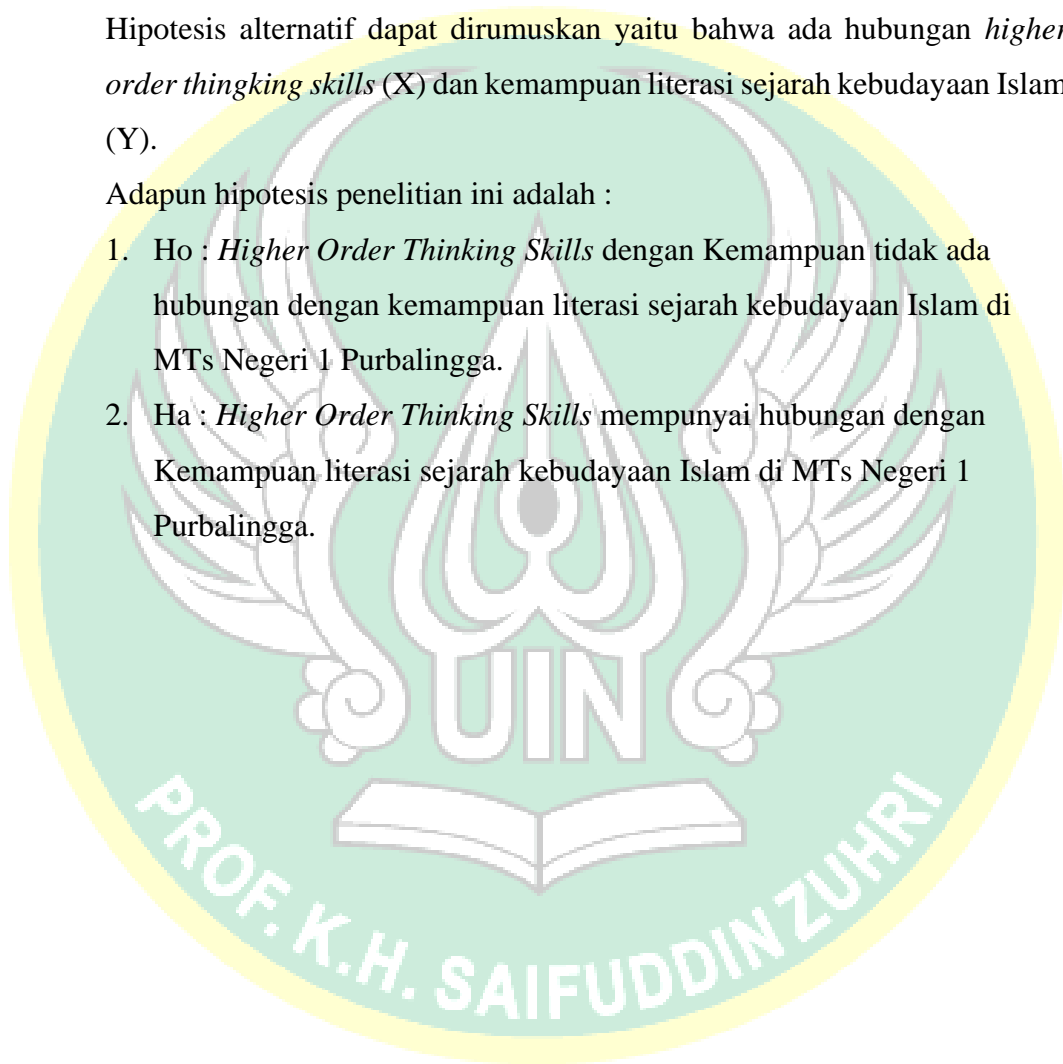 Hipotesis alternatif dapat dirumuskan yaitu bahwa ada hubungan higher
order thingking skills (X) dan kemampuan literasi sejarah kebudayaan Islam
(Y).
Adapun hipotesis penelitian ini adalah :
1. Ho : Higher Order Thinking Skills dengan Kemampuan tidak ada
hubungan dengan kemampuan literasi sejarah kebudayaan Islam di
MTs Negeri 1 Purbalingga.
2. Ha : Higher Order Thinking Skills mempunyai hubungan dengan
Kemampuan literasi sejarah kebudayaan Islam di MTs Negeri 1
Purbalingga.
UIN
PROF. K.H. SAIFUDDIN ZUHRI